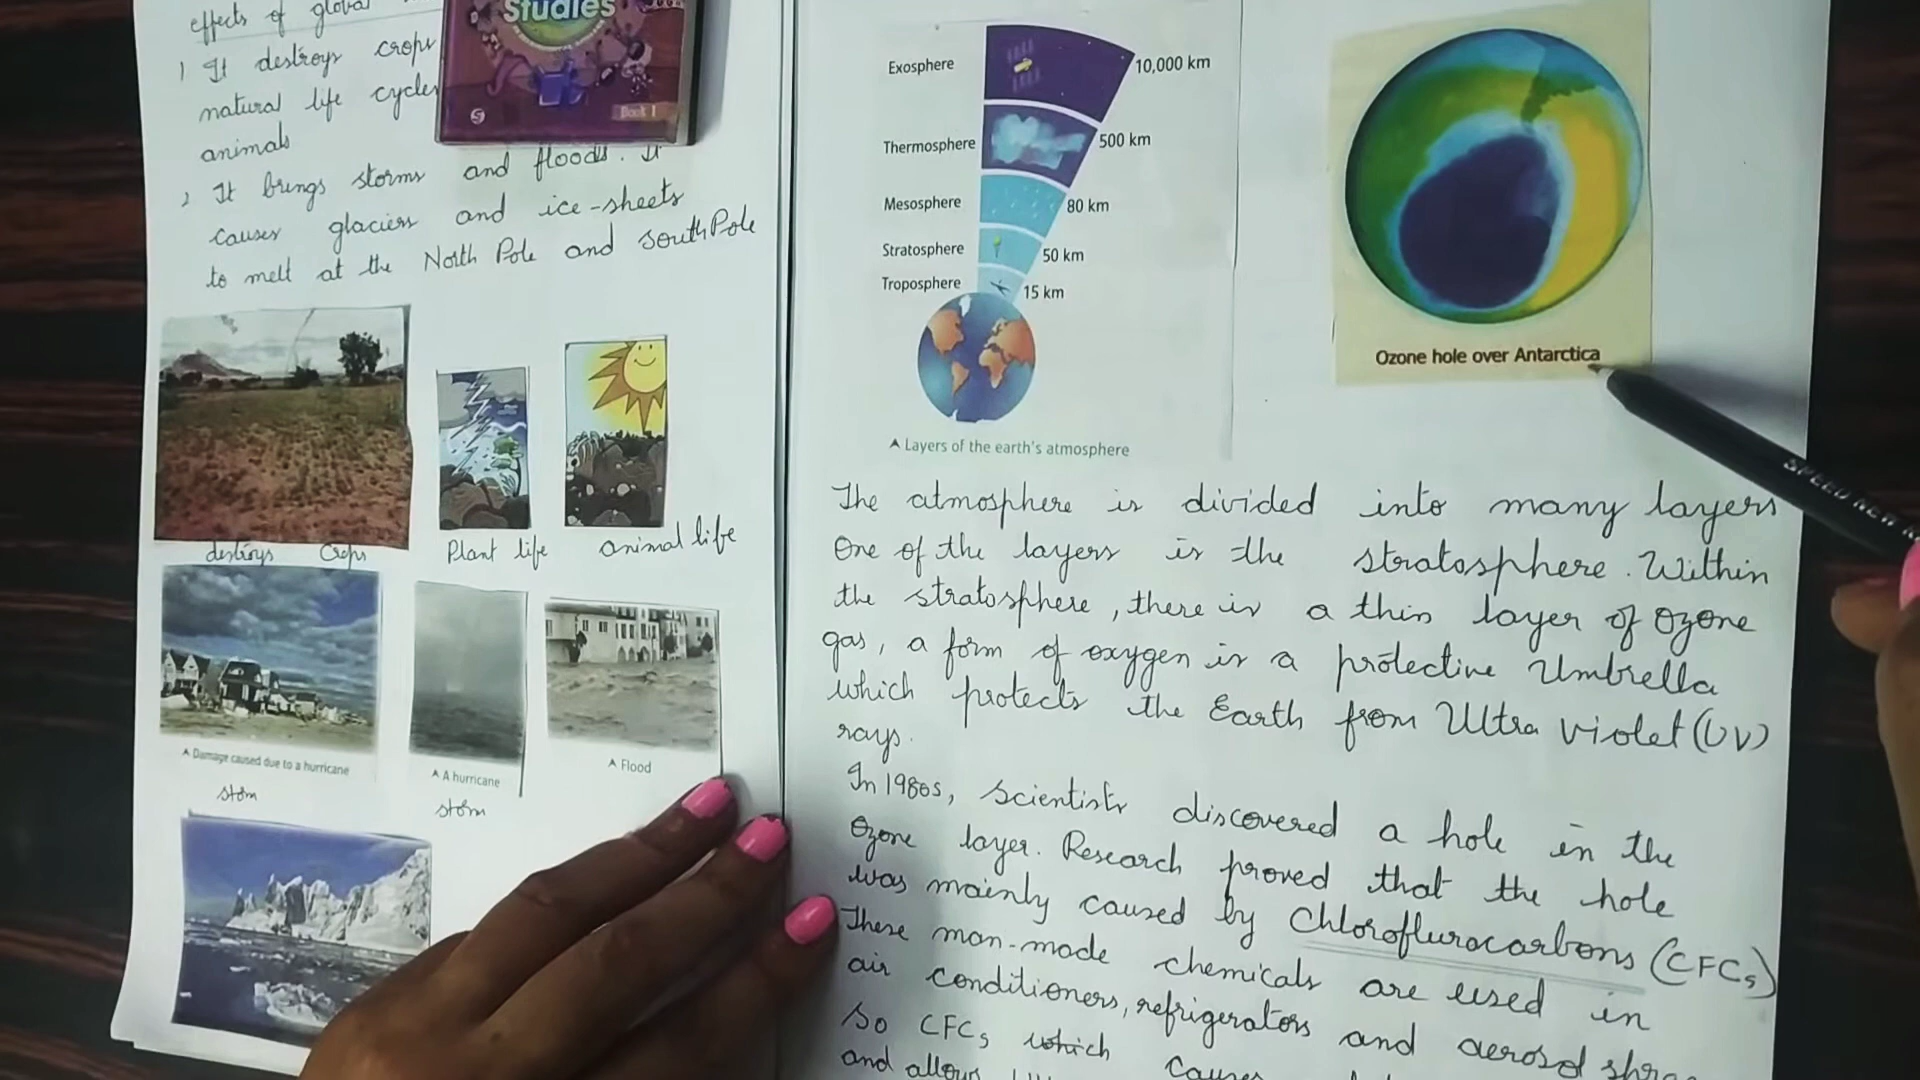 effects of global
1 It destroys crops
natural life cycles
animals
2 It brings storms and floods. It
causes glaciers and ice-sheets
to melt at the North Pole and South Pole
destroys Crops
Plant life
animal life
Damage caused due to a hurricane
A hurricane
Flood
stom
stom
Studies
Book 1
5
Exosphere
10,000 km
Thermosphere
500 km
Mesosphere
80 km
Stratosphere
50 km
Troposphere
15 km
Layers of the earth's atmosphere
Ozone hole over Antarctica
The atmosphere is divided into many layers
One of the layers is the stratosphere. Within
the stratosphere, there is a thin layer of Ozone
gas, a form of oxygen is a protective Umbrella
which protects the Earth from Ultra violet (UV)
rays.
In 1980s, scientists discovered a hole in the
Ozone layer. Research proved that the hole
was mainly caused by Chloroflurocarbons (CFCs)
These man-made chemicals are used in
air conditioners, refrigerators and aerosol
So CFCs which causes
and allows
SPEED